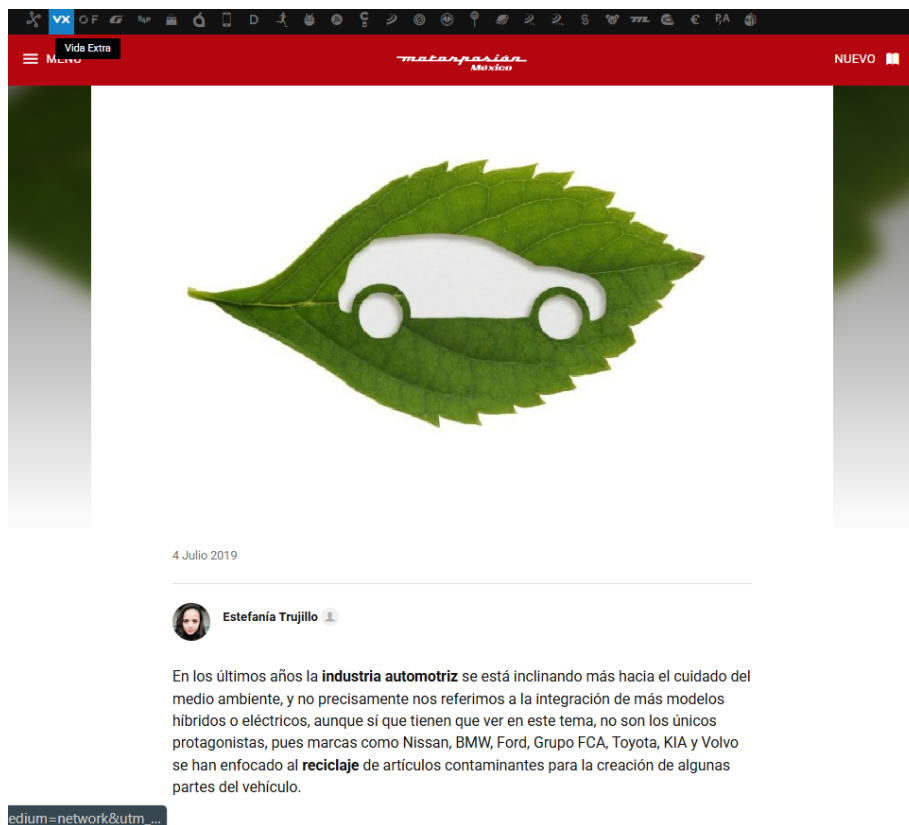 VX OF G D S 7TL € P,A
Vida Extra
MENÚ
motorpasión
México
NUEVO
4 Julio 2019
Estefanía Trujillo
En los últimos años la industria automotriz se está inclinando más hacia el cuidado del
medio ambiente, y no precisamente nos referimos a la integración de más modelos
híbridos o eléctricos, aunque sí que tienen que ver en este tema, no son los únicos
protagonistas, pues marcas como Nissan, BMW, Ford, Grupo FCA, Toyota, KIA y Volvo
se han enfocado al reciclaje de artículos contaminantes para la creación de algunas
partes del vehículo.
edium=network&utm_...